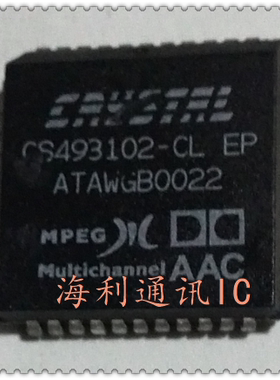 CRYSTAL
CS493102-CL EP
ATAWGB0022
MPEG
Multichannel AAC
海利通讯IC